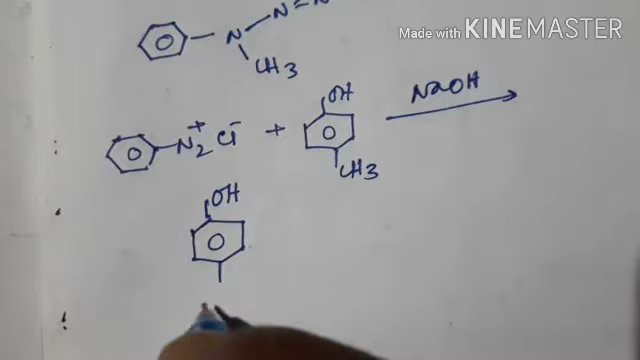 Made with KINEMASTER
N = N
N
CH3
N2+ Cl- + OH NaOH
CH3
OH